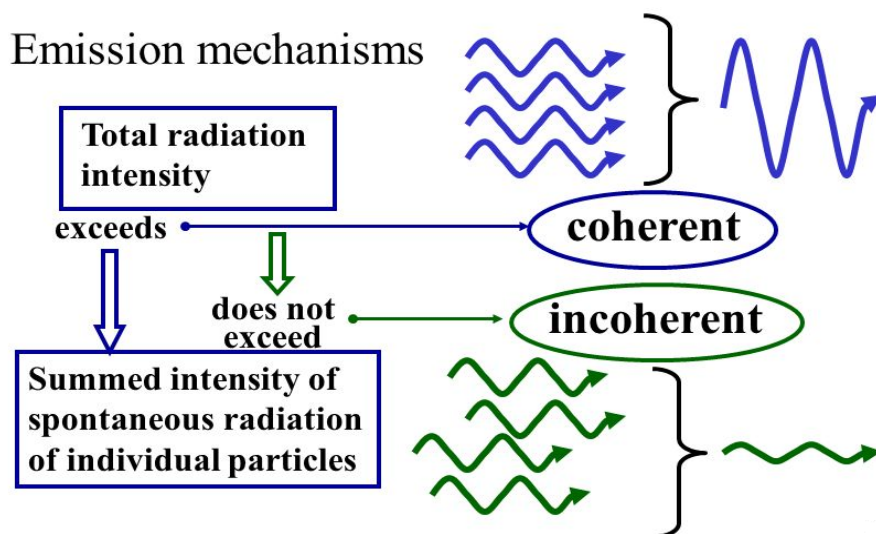 Emission mechanisms
Total radiation
intensity
exceeds
coherent
does not
exceed
incoherent
Summed intensity of
spontaneous radiation
of individual particles